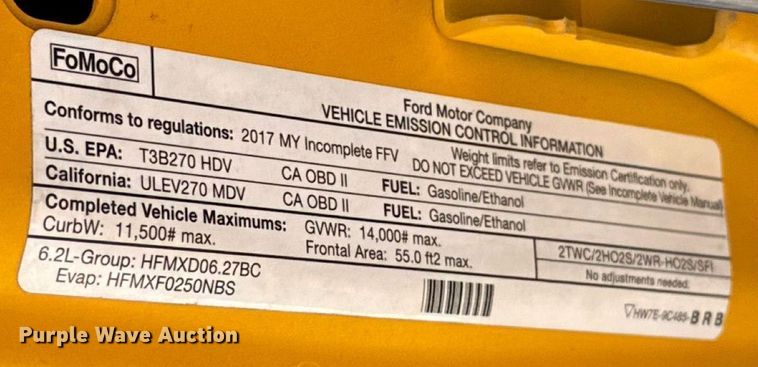 FoMoCo
Ford Motor Company
VEHICLE EMISSION CONTROL INFORMATION
Conforms to regulations: 2017 MY Incomplete FFV
Weight limits refer to Emission Certification only.
DO NOT EXCEED VEHICLE GVWR (See Incomplete Vehicle Manual)
U.S. EPA: T3B270 HDV CA OBD II FUEL: Gasoline/Ethanol
California: ULEV270 MDV CA OBD II FUEL: Gasoline/Ethanol
Completed Vehicle Maximums: GVWR: 14,000# max.
CurbW: 11,500# max. Frontal Area: 55.0 ft2 max.
2TWC/2HO2S/2WR-HO2S/SFI
No adjustments needed.
6.2L-Group: HFMXD06.27BC
Evap: HFMXF0250NBS
HW7E-9C485-BRB
Purple Wave Auction